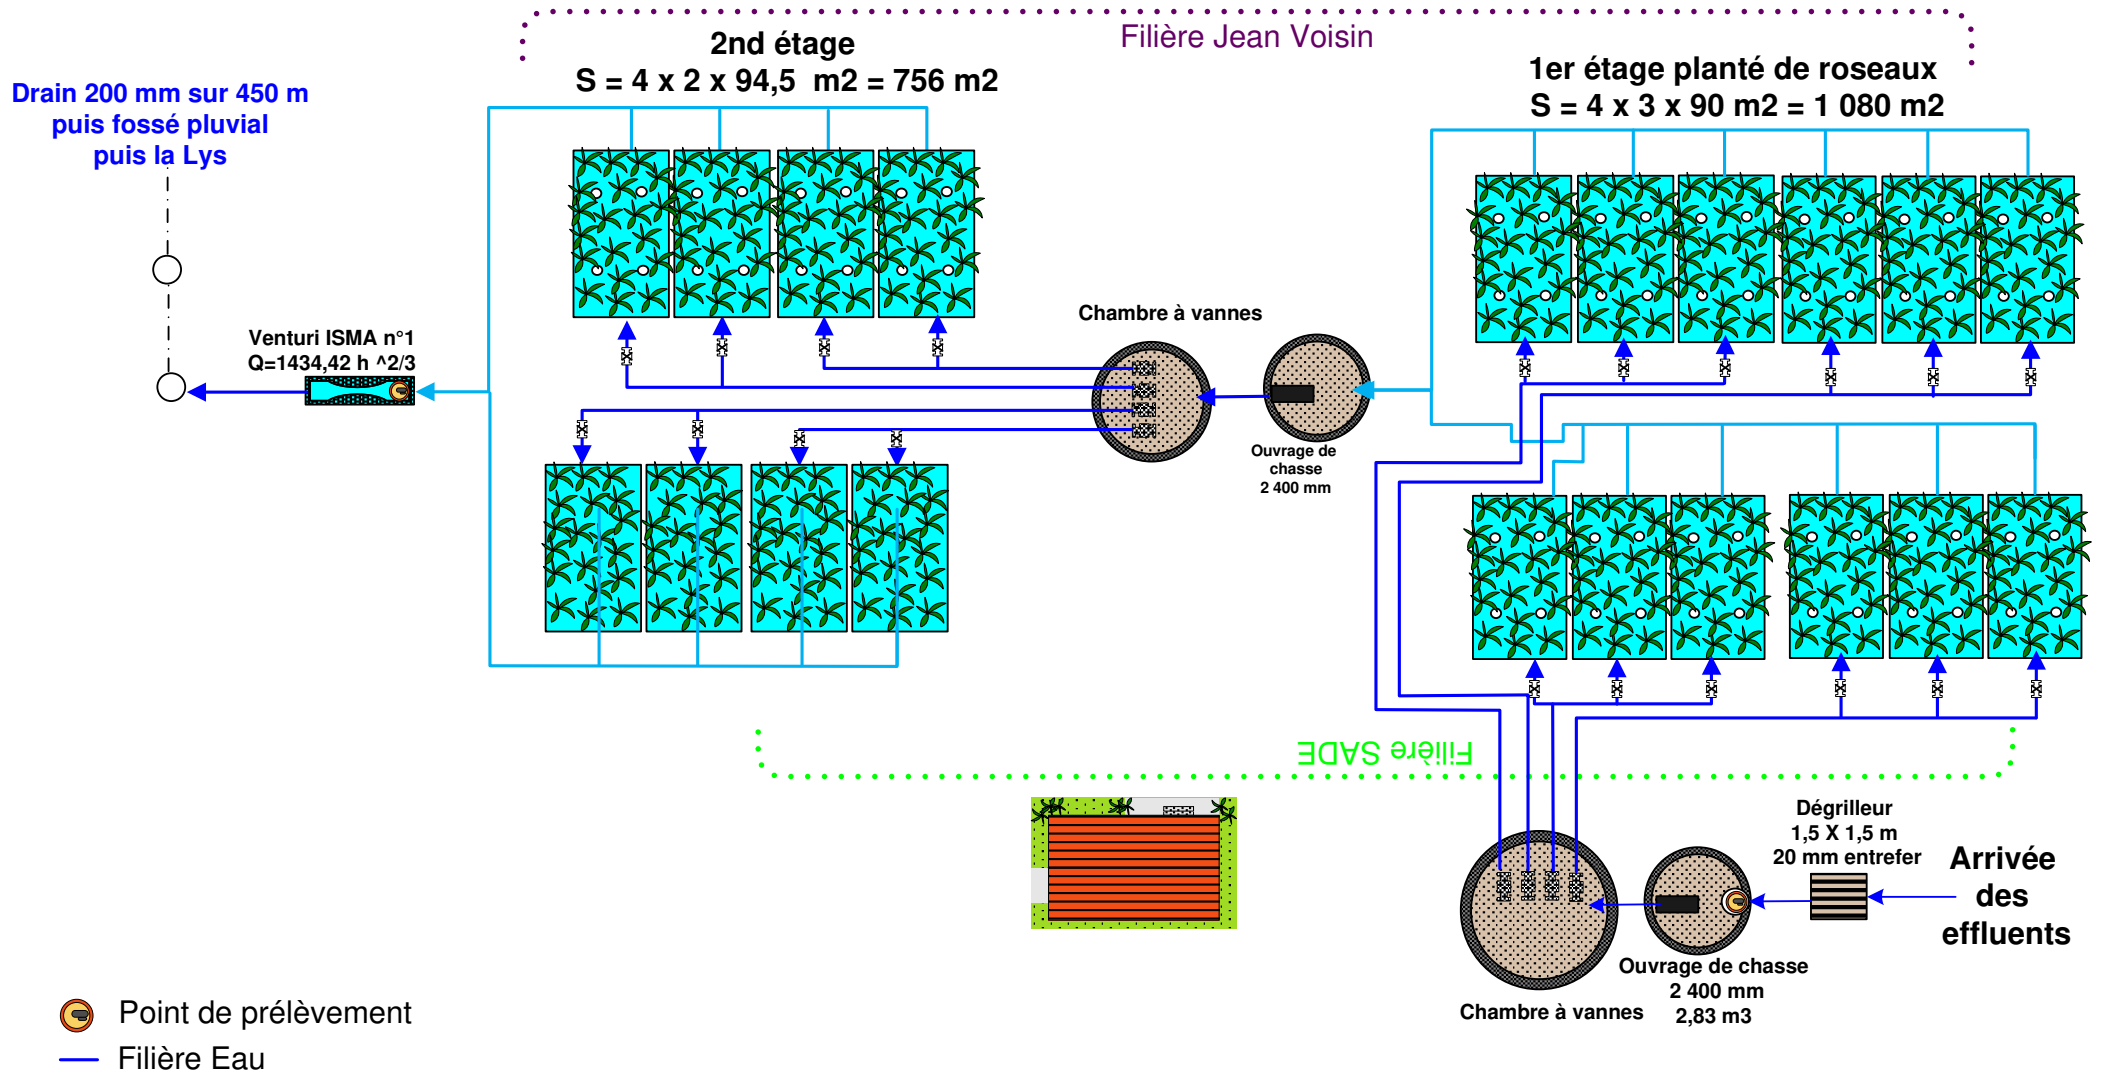 Filière Jean Voisin
2nd étage
S = 4 x 2 x 94,5  m2 = 756 m2
1er étage planté de roseaux
S = 4 x 3 x 90 m2 = 1 080 m2
Drain 200 mm sur 450 m
puis fossé pluvial
puis la Lys
Venturi ISMA n°1
Q=1434,42 h ^2/3
Chambre à vannes
Ouvrage de
chasse
2 400 mm
Filière SADE
Dégrilleur
1,5 X 1,5 m
20 mm entrefer
Arrivée
des
effluents
Ouvrage de chasse
2 400 mm
2,83 m3
Chambre à vannes
Point de prélèvement
Filière Eau